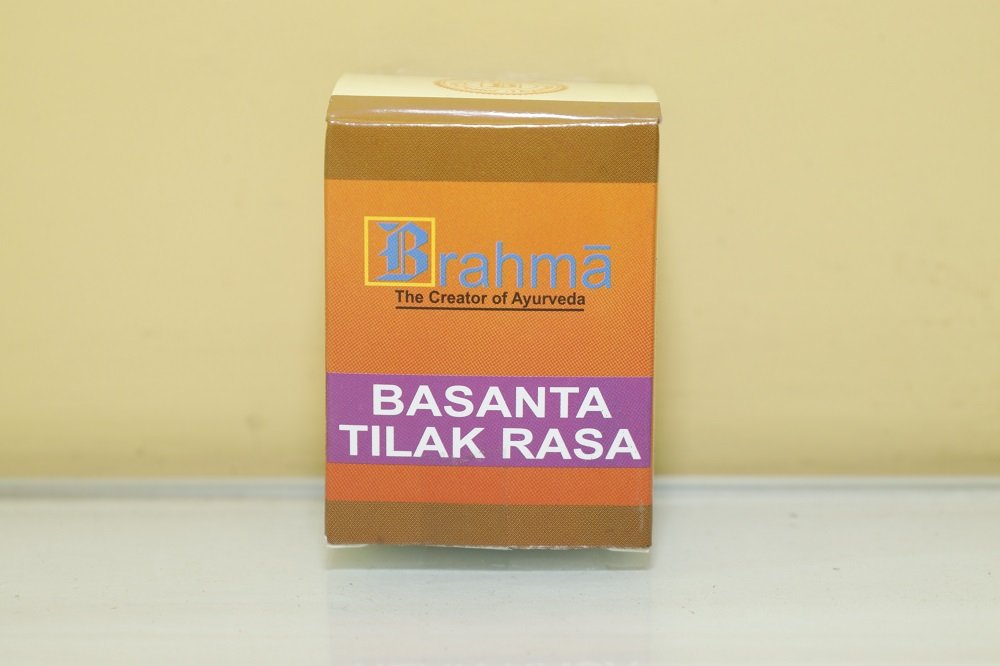 Brahmā
The Creator of Ayurveda
BASANTA
TILAK RASA